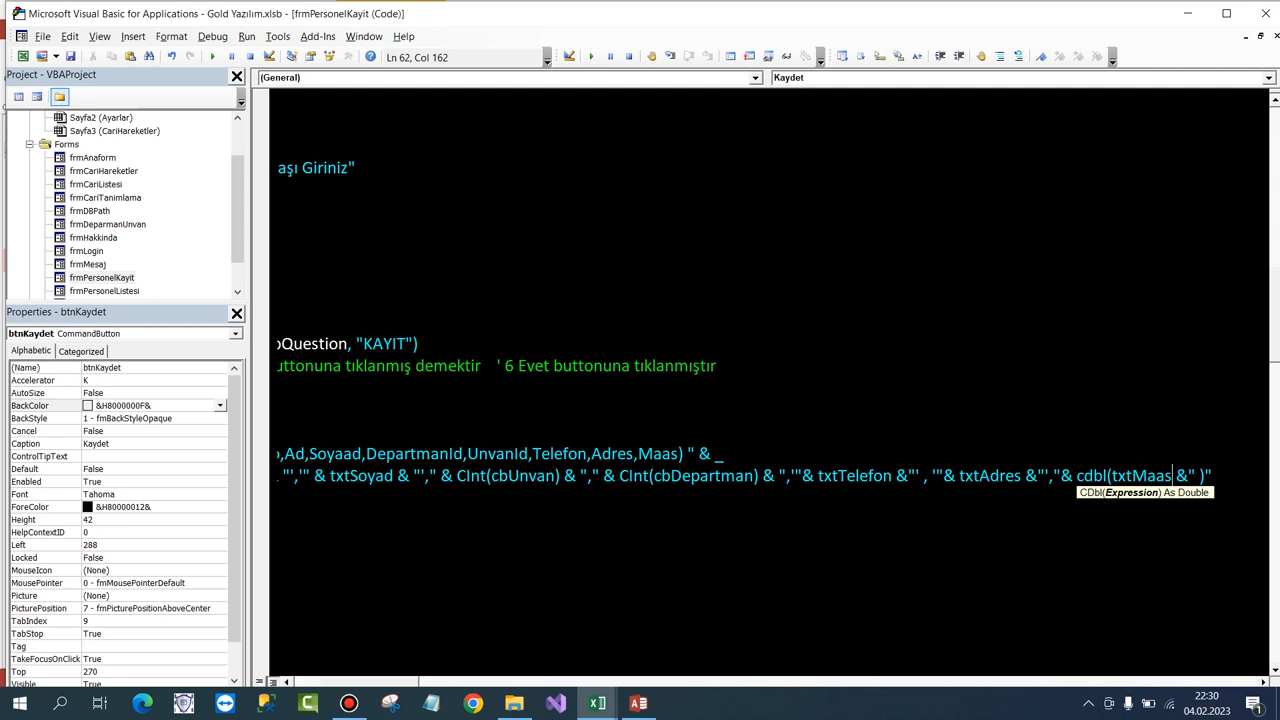 Microsoft Visual Basic for Applications - Gold Yazılım.xlsb - [frmPersonelKayit (Code)]
File Edit View Insert Format Debug Run Tools Add-Ins Window Help
Ln 62, Col 162
Project - VBAProject
(General)
Kaydet
Sayfa2 (Ayarlar)
Sayfa3 (CariHareketler)
Forms
frmAnaform
frmCariHareketler
frmCariListesi
frmCariTanimlama
frmDBPath
frmDeparmanUnvan
frmHakkinda
frmLogin
frmMesaj
frmPersonelKayit
frmPersonelListesi
Properties - btnKaydet
btnKaydet CommandButton
Alphabetic Categorized
(Name) btnKaydet
Accelerator K
AutoSize False
BackColor &H8000000F&
BackStyle 1 - fmBackStyleOpaque
Cancel False
Caption Kaydet
ControlTipText
Default False
Enabled True
Font Tahoma
ForeColor &H80000012&
Height 42
HelpContextID 0
Left 288
Locked False
MouseIcon (None)
MousePointer 0 - fmMousePointerDefault
Picture (None)
PicturePosition 7 - fmPicturePositionAboveCenter
TabIndex 9
TabStop True
Tag
TakeFocusOnClick True
Top 270
Visible True
aşı Giriniz"
Question, "KAYIT")
uttonuna tıklanmış demektir ' 6 Evet buttonuna tıklanmıştır
,Ad,Soyaad,DepartmanId,UnvanId,Telefon,Adres,Maas) " & _
"','" & txtSoyad & "'," & CInt(cbUnvan) & "," & CInt(cbDepartman) & ",'"& txtTelefon &"' , '"& txtAdres &"',"& cdbl(txtMaas &" )"
CDbl(Expression) As Double
22:30
04.02.2023